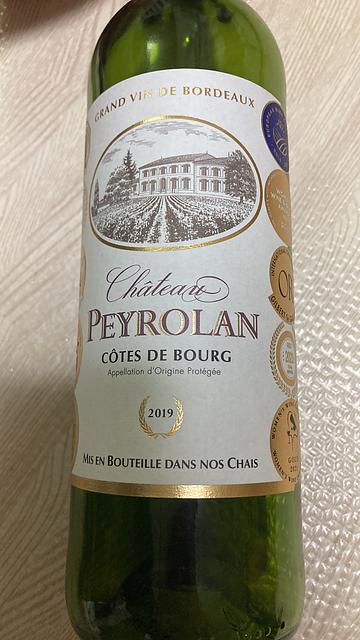 GRAND VIN DE BORDEAUX
Château
PEYROLAN
CÔTES DE BOURG
Appellation d'Origine Protégée
2019
MIS EN BOUTEILLE DANS NOS CHAIS